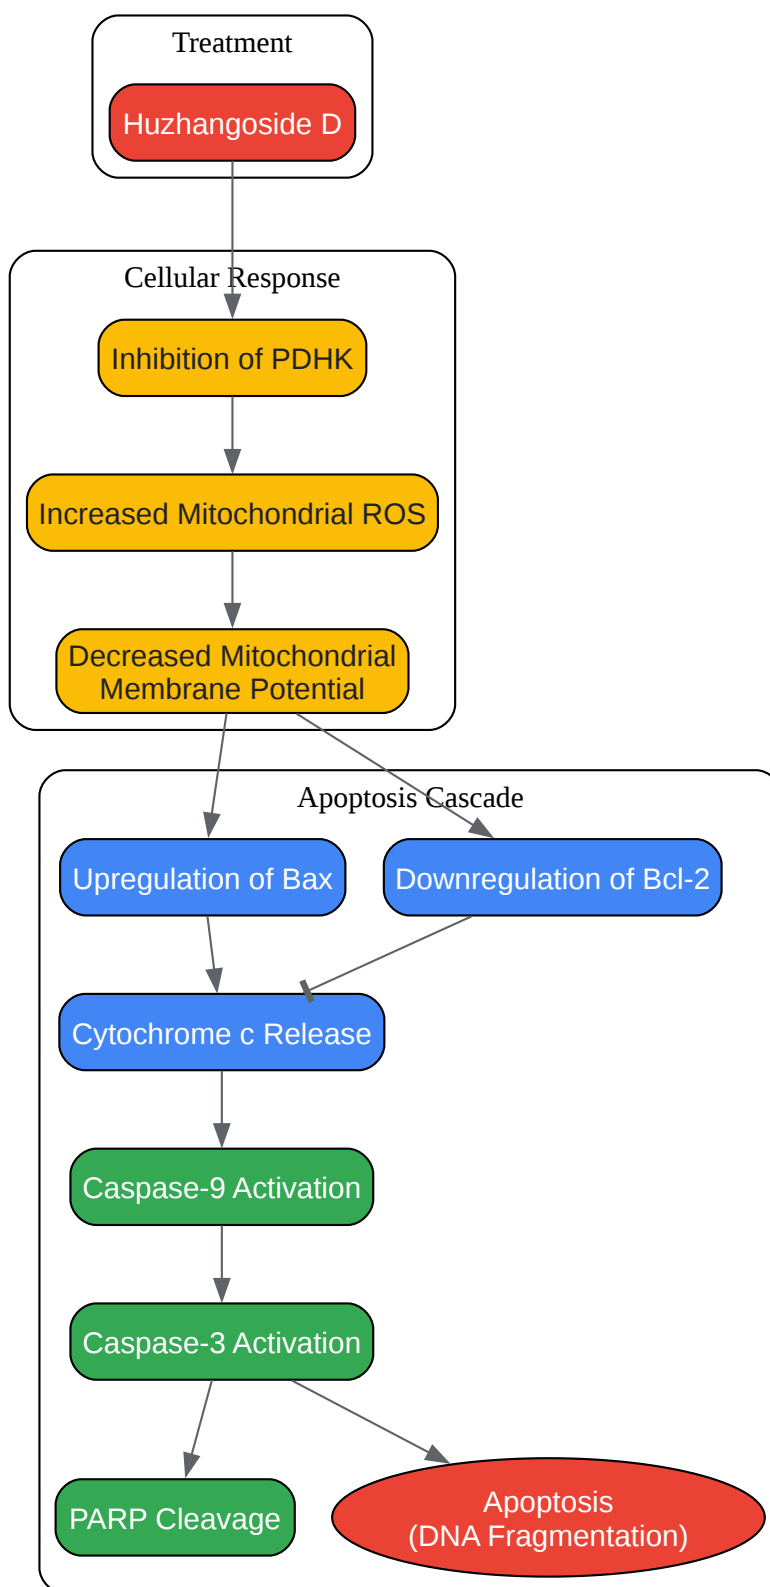 Treatment
Huzhangoside D
Cellular Response
Inhibition of PDHK
Increased Mitochondrial ROS
Decreased Mitochondrial
Membrane Potential
Apoptosis Cascade
Upregulation of Bax
Downregulation of Bcl-2
Cytochrome c Release
Caspase-9 Activation
Caspase-3 Activation
PARP Cleavage
Apoptosis
(DNA Fragmentation)